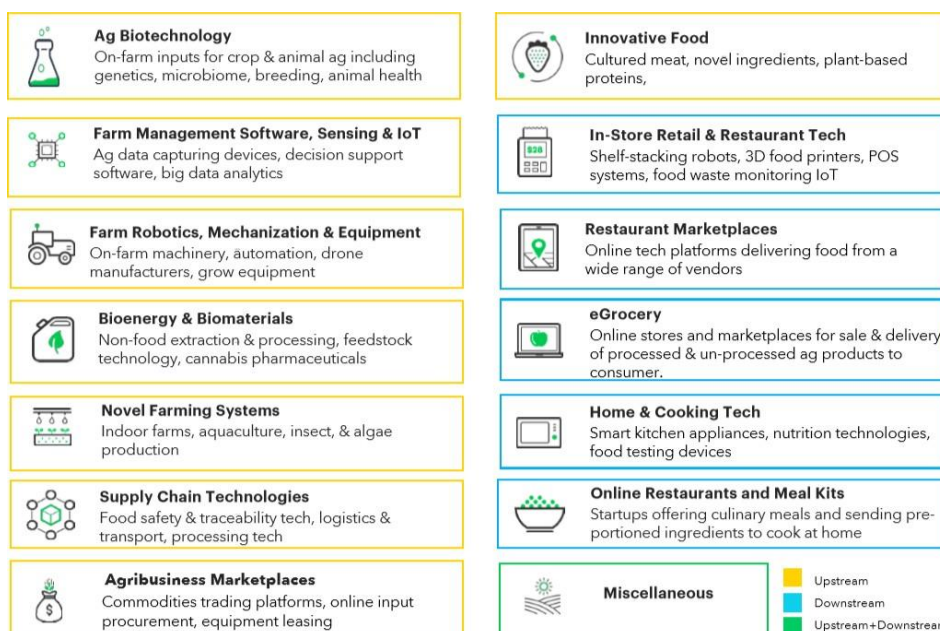 Ag Biotechnology
On-farm inputs for crop & animal ag including
genetics, microbiome, breeding, animal health
Farm Management Software, Sensing & IoT
Ag data capturing devices, decision support
software, big data analytics
Farm Robotics, Mechanization & Equipment
On-farm machinery, automation, drone
manufacturers, grow equipment
Bioenergy & Biomaterials
Non-food extraction & processing, feedstock
technology, cannabis pharmaceuticals
Novel Farming Systems
Indoor farms, aquaculture, insect, & algae
production
Supply Chain Technologies
Food safety & traceability tech, logistics &
transport, processing tech
Agribusiness Marketplaces
Commodities trading platforms, online input
procurement, equipment leasing
$
Innovative Food
Cultured meat, novel ingredients, plant-based
proteins,
In-Store Retail & Restaurant Tech
Shelf-stacking robots, 3D food printers, POS
systems, food waste monitoring IoT
Restaurant Marketplaces
Online tech platforms delivering food from a
wide range of vendors
eGrocery
Online stores and marketplaces for sale & delivery
of processed & un-processed ag products to
consumer.
Home & Cooking Tech
Smart kitchen appliances, nutrition technologies,
food testing devices
Online Restaurants and Meal Kits
Startups offering culinary meals and sending pre-
portioned ingredients to cook at home
Miscellaneous
Upstream
Downstream
Upstream+Downstream